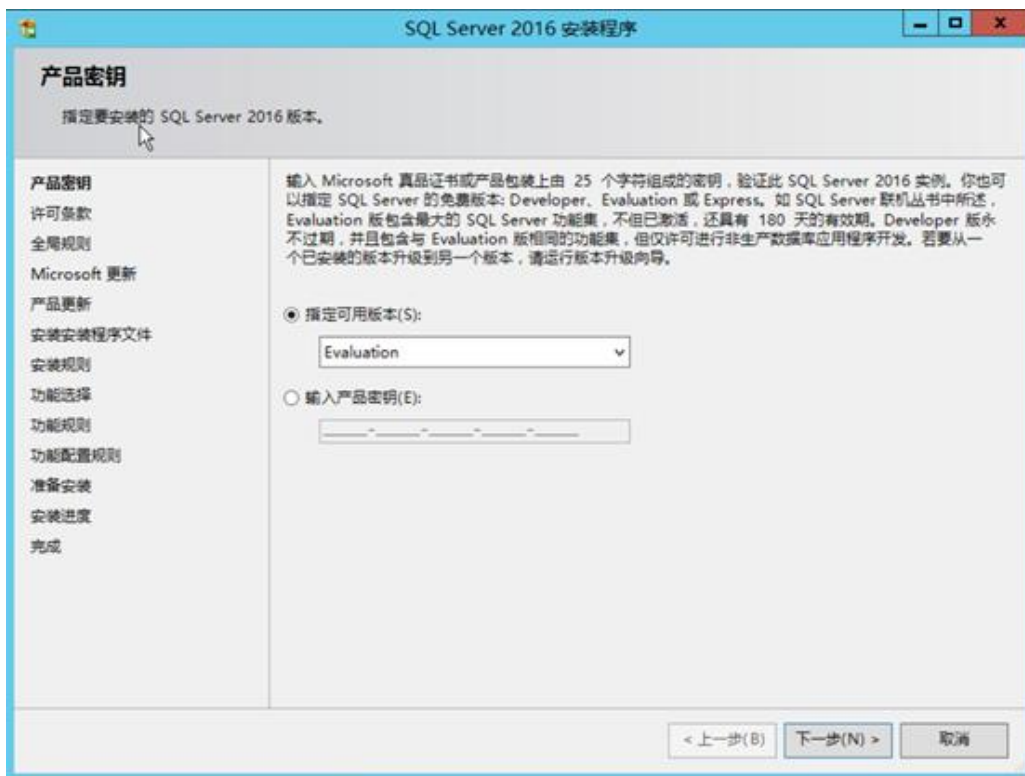 SQL Server 2016 安装程序
产品密钥
指定要安装的 SQL Server 2016 版本。
产品密钥
许可条款
全局规则
Microsoft 更新
产品更新
安装安装程序文件
安装规则
功能选择
功能规则
功能配置规则
准备安装
安装进度
完成
输入 Microsoft 真品证书或产品包装上由 25 个字符组成的密钥，验证此 SQL Server 2016 实例。你也可
以指定 SQL Server 的免费版本: Developer、Evaluation 或 Express。如 SQL Server 联机丛书中所述，
Evaluation 版包含最大的 SQL Server 功能集，不但已激活，还具有 180 天的有效期。Developer 版永
不过期，并且包含与 Evaluation 版相同的功能集，但仅许可进行非生产数据库应用程序开发。若要从一
个已安装的版本升级到另一个版本，请运行版本升级向导。
指定可用版本(S):
Evaluation
输入产品密钥(E):
_____-_____-_____-_____-_____
< 上一步(B)
下一步(N) >
取消